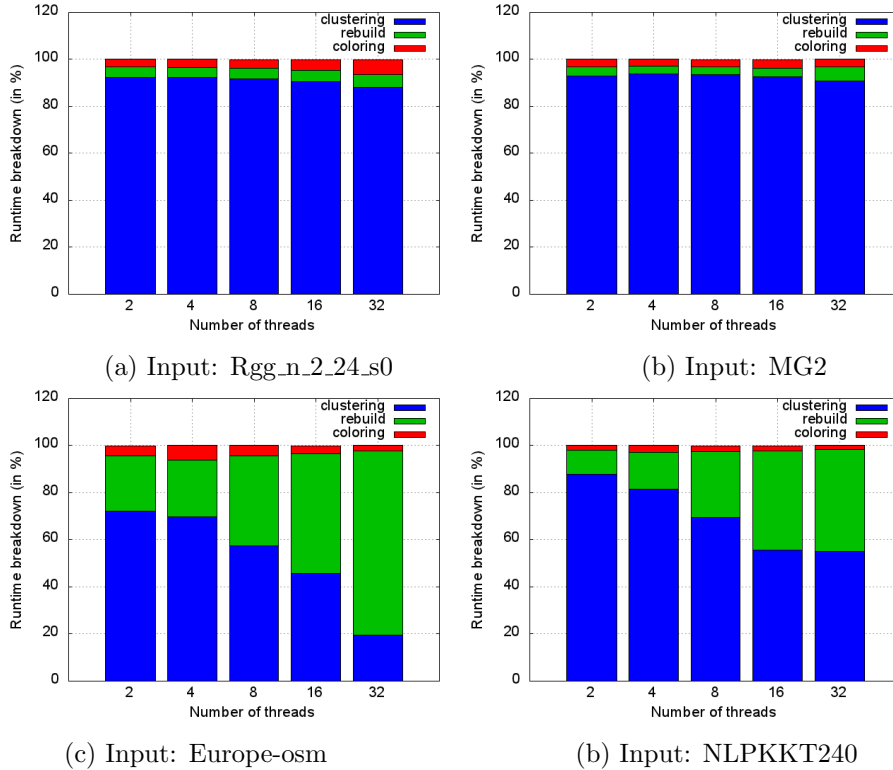 120
100
80
60
40
20
0
Runtime breakdown (in %)
clustering
rebuild
coloring
2 4 8 16 32
Number of threads
(a) Input: Rgg_n_2_24_s0
120
100
80
60
40
20
0
Runtime breakdown (in %)
clustering
rebuild
coloring
2 4 8 16 32
Number of threads
(b) Input: MG2
120
100
80
60
40
20
0
Runtime breakdown (in %)
clustering
rebuild
coloring
2 4 8 16 32
Number of threads
(c) Input: Europe-osm
120
100
80
60
40
20
0
Runtime breakdown (in %)
clustering
rebuild
coloring
2 4 8 16 32
Number of threads
(b) Input: NLPKKT240